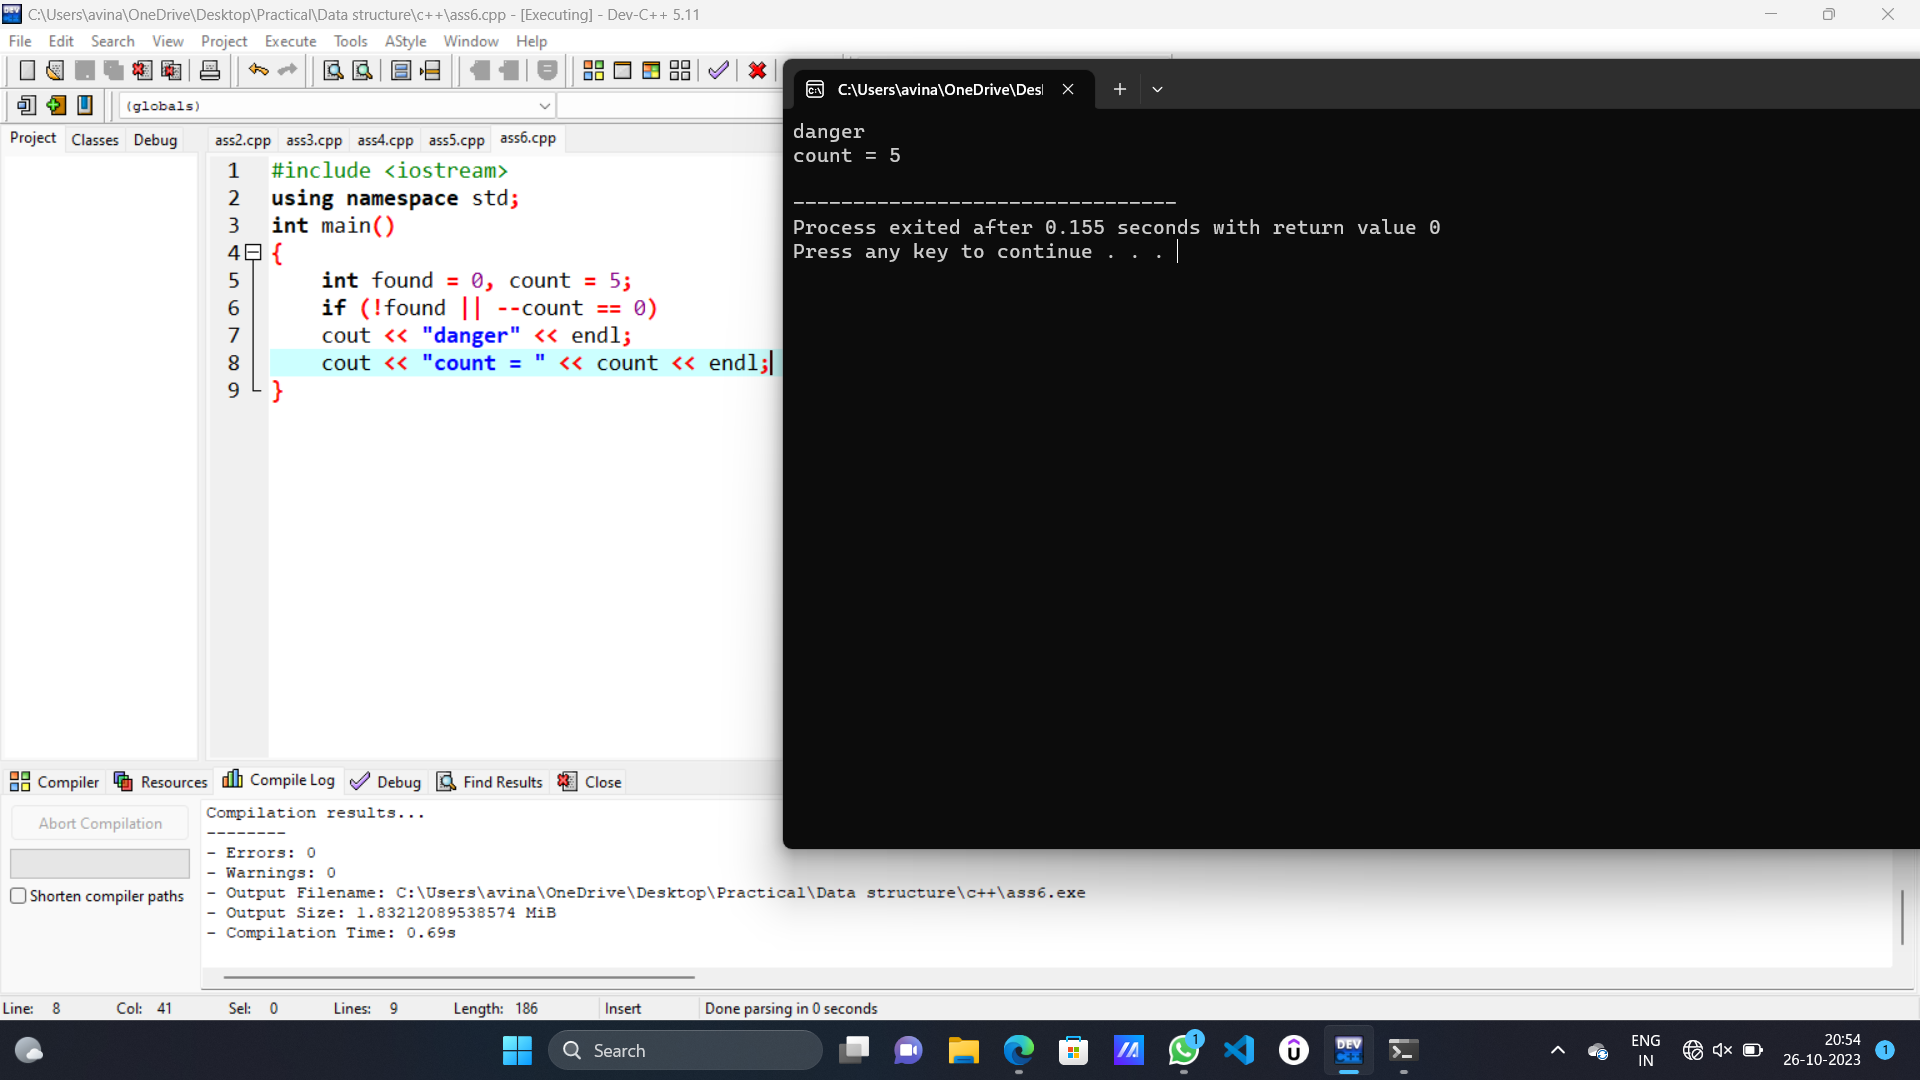 C:\Users\avina\OneDrive\Desktop\Practical\Data structure\c++\ass6.cpp - [Executing] - Dev-C++ 5.11
File Edit Search View Project Execute Tools AStyle Window Help
(globals)
Project Classes Debug
ass2.cpp ass3.cpp ass4.cpp ass5.cpp ass6.cpp
1 #include <iostream>
2 using namespace std;
3 int main()
4 {
5 int found = 0, count = 5;
6 if (!found || --count == 0)
7 cout << "danger" << endl;
8 cout << "count = " << count << endl;
9 }
C:\Users\avina\OneDrive\Des
danger
count = 5
--------------------------------
Process exited after 0.155 seconds with return value 0
Press any key to continue . . .
Compiler Resources Compile Log Debug Find Results Close
Abort Compilation
Shorten compiler paths
Compilation results...
--------
- Errors: 0
- Warnings: 0
- Output Filename: C:\Users\avina\OneDrive\Desktop\Practical\Data structure\c++\ass6.exe
- Output Size: 1.83212089538574 MiB
- Compilation Time: 0.69s
Line: 8 Col: 41 Sel: 0 Lines: 9 Length: 186 Insert Done parsing in 0 seconds
Search
1
DEV
C++
ENG
IN
20:54
26-10-2023
1